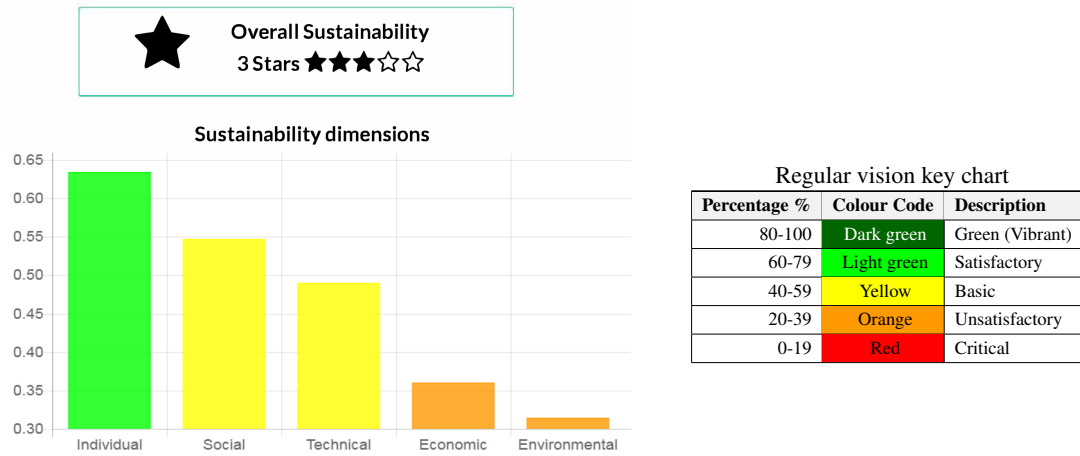 Overall Sustainability
3 Stars
Sustainability dimensions
0.65
0.60
0.55
0.50
0.45
0.40
0.35
0.30
Individual Social Technical Economic Environmental
Regular vision key chart
Percentage % Colour Code Description
80-100 Dark green Green (Vibrant)
60-79 Light green Satisfactory
40-59 Yellow Basic
20-39 Orange Unsatisfactory
0-19 Red Critical